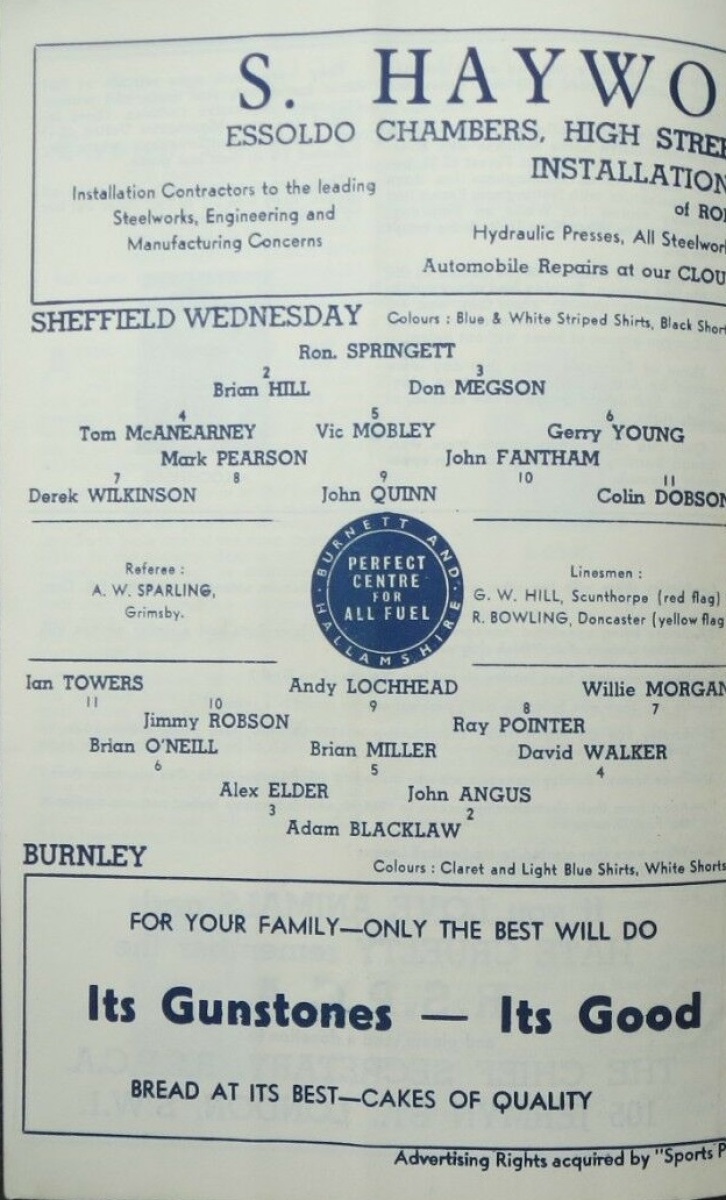 S. HAYWO
ESSOLDO CHAMBERS, HIGH STREE
INSTALLATION
of RO
Installation Contractors to the leading
Steelworks, Engineering and
Manufacturing Concerns
Hydraulic Presses, All Steelwor
Automobile Repairs at our CLOU
SHEFFIELD WEDNESDAY Colours : Blue & White Striped Shirts, Black Short
Ron. SPRINGETT
2 3
Brian HILL Don MEGSON
4 5 6
Tom McANEARNEY Vic MOBLEY Gerry YOUNG
Mark PEARSON John FANTHAM
7 8 9 10 11
Derek WILKINSON John QUINN Colin DOBSON
BURNETT AND HALLAMSHIRE
PERFECT
CENTRE
FOR
ALL FUEL
Referee :
A. W. SPARLING,
Grimsby.
Linesmen :
G. W. HILL, Scunthorpe (red flag)
R. BOWLING, Doncaster (yellow flag
Ian TOWERS Andy LOCHHEAD Willie MORGAN
11 10 9 8 7
Jimmy ROBSON Ray POINTER
Brian O'NEILL Brian MILLER David WALKER
6 5 4
Alex ELDER John ANGUS
3 2
Adam BLACKLAW
BURNLEY Colours : Claret and Light Blue Shirts, White Shorts
FOR YOUR FAMILY—ONLY THE BEST WILL DO
Its Gunstones — Its Good
BREAD AT ITS BEST—CAKES OF QUALITY
Advertising Rights acquired by "Sports P